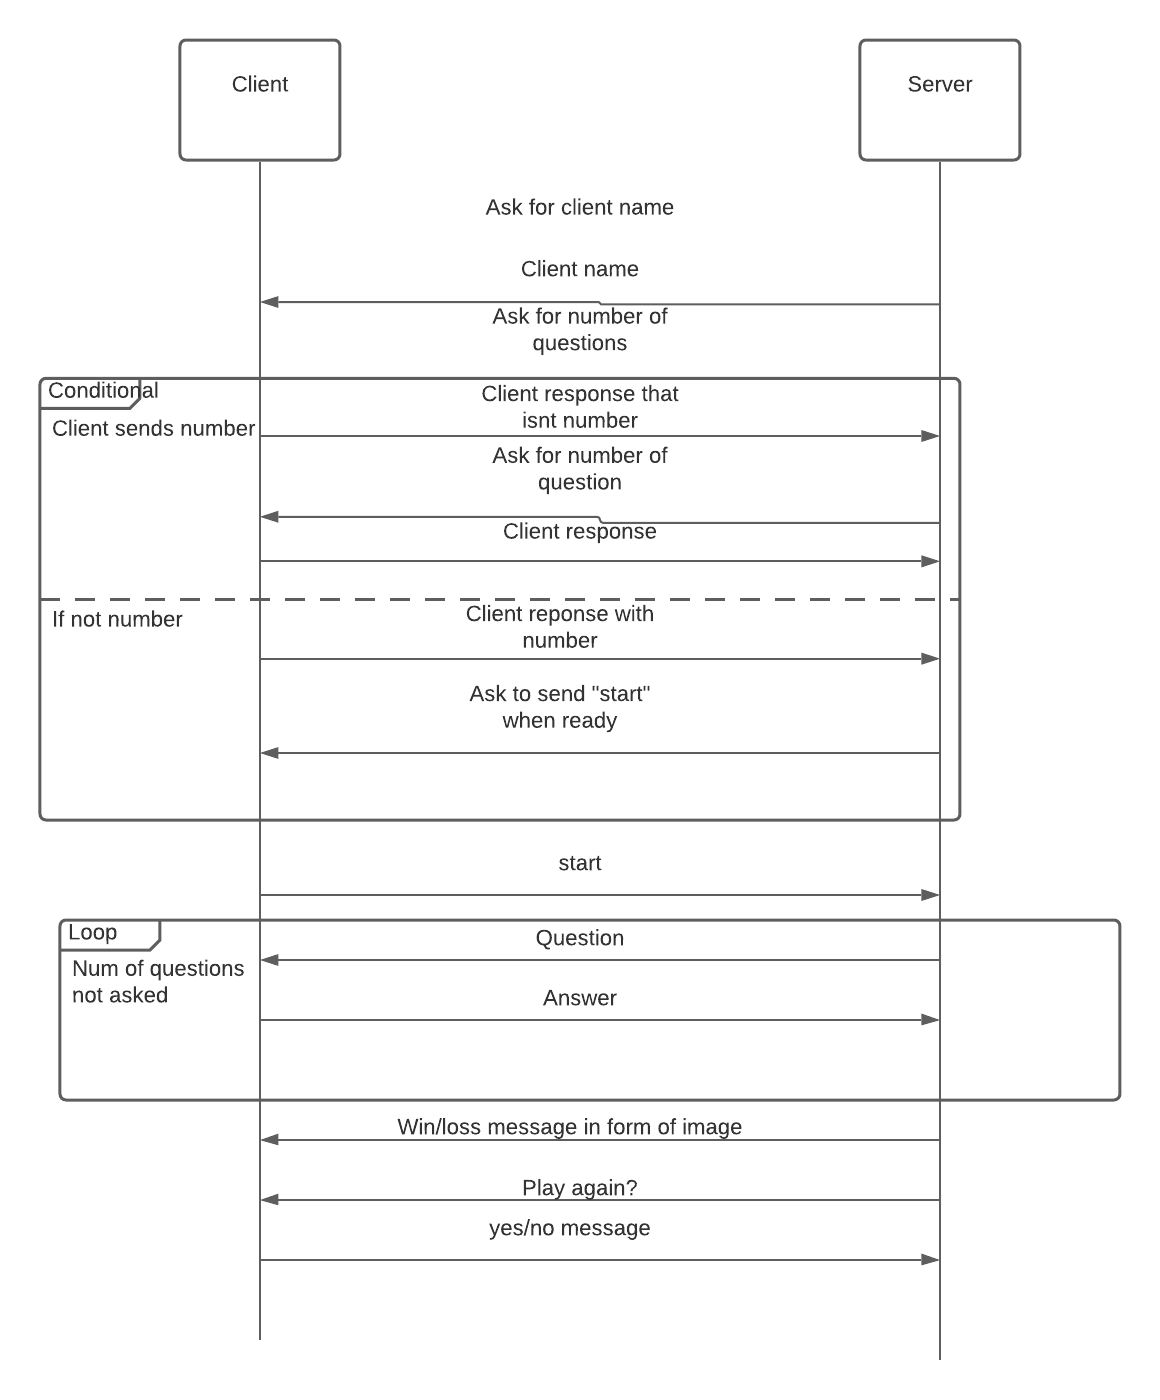 Client
Server
Ask for client name
Client name
Ask for number of
questions
Conditional
Client sends number
Client response that
isnt number
Ask for number of
question
Client response
If not number
Client reponse with
number
Ask to send "start"
when ready
start
Loop
Num of questions
not asked
Question
Answer
Win/loss message in form of image
Play again?
yes/no message